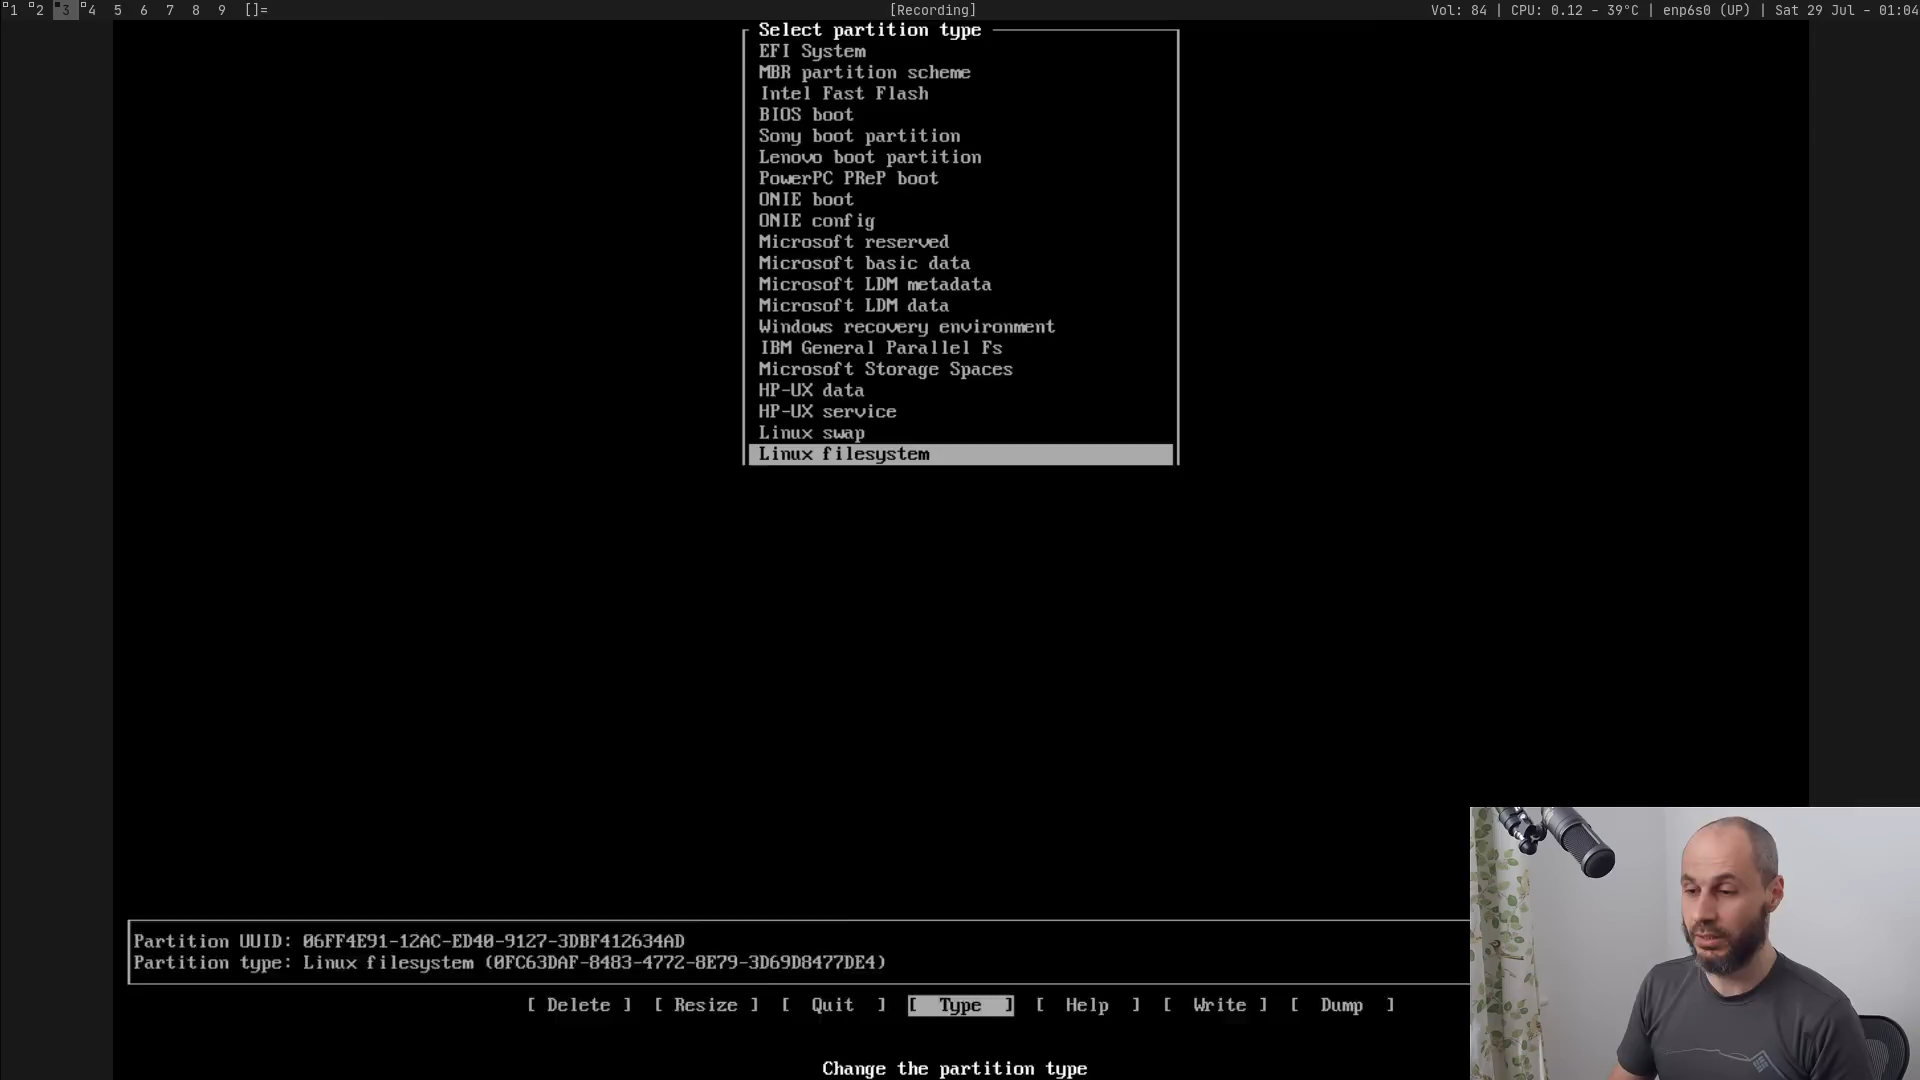 1 2 3 4 5 6 7 8 9 []= [Recording] Vol: 84 | CPU: 0.12 - 39°C | enp6s0 (UP) | Sat 29 Jul - 01:04
Select partition type
EFI System
MBR partition scheme
Intel Fast Flash
BIOS boot
Sony boot partition
Lenovo boot partition
PowerPC PReP boot
ONIE boot
ONIE config
Microsoft reserved
Microsoft basic data
Microsoft LDM metadata
Microsoft LDM data
Windows recovery environment
IBM General Parallel Fs
Microsoft Storage Spaces
HP-UX data
HP-UX service
Linux swap
Linux filesystem
Partition UUID: 06FF4E91-12AC-ED40-9127-3DBF412634AD
Partition type: Linux filesystem (0FC63DAF-8483-4772-8E79-3D69D8477DE4)
[ Delete ] [ Resize ] [ Quit ] [ Type ] [ Help ] [ Write ] [ Dump ]
Change the partition type